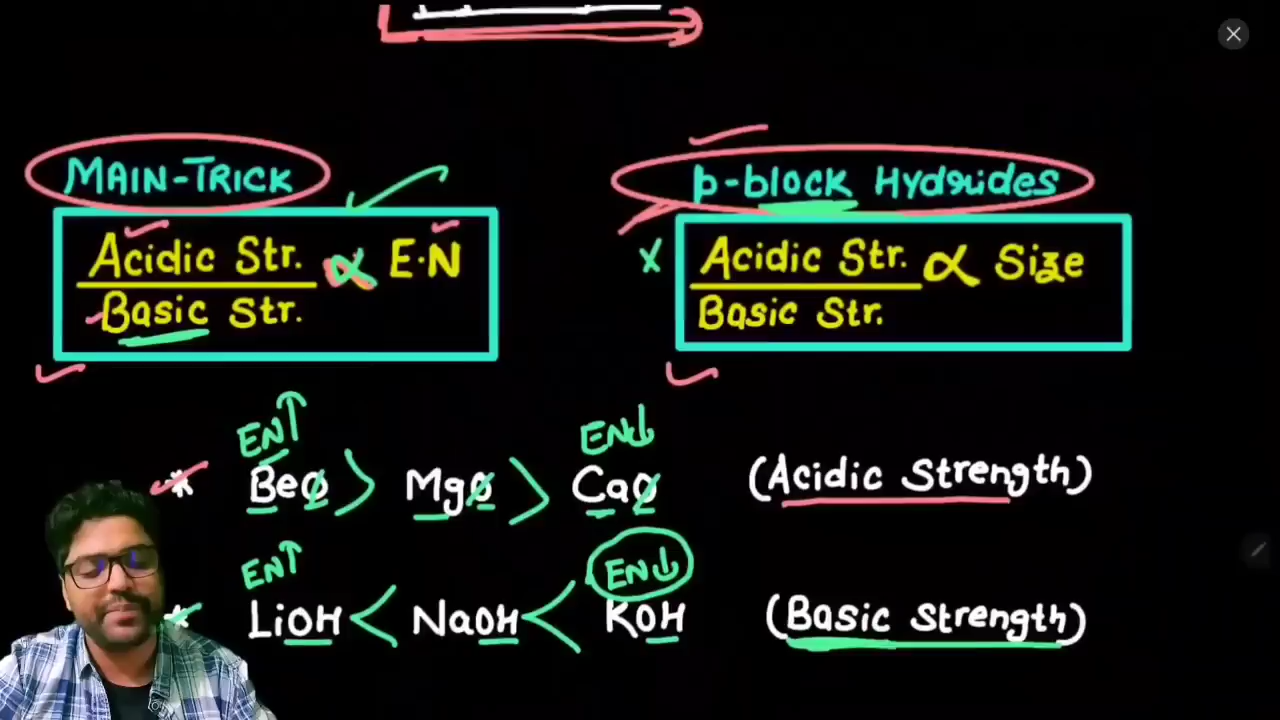 MAIN-TRICK
Acidic Str.
Basic Str.
∝ E·N
p-block Hydrides
x
Acidic Str.
Basic Str.
∝ Size
EN↑
EN↓
* BeO > MgO > CaO (Acidic Strength)
EN↑
EN↓
* LiOH < NaOH < KOH (Basic Strength)